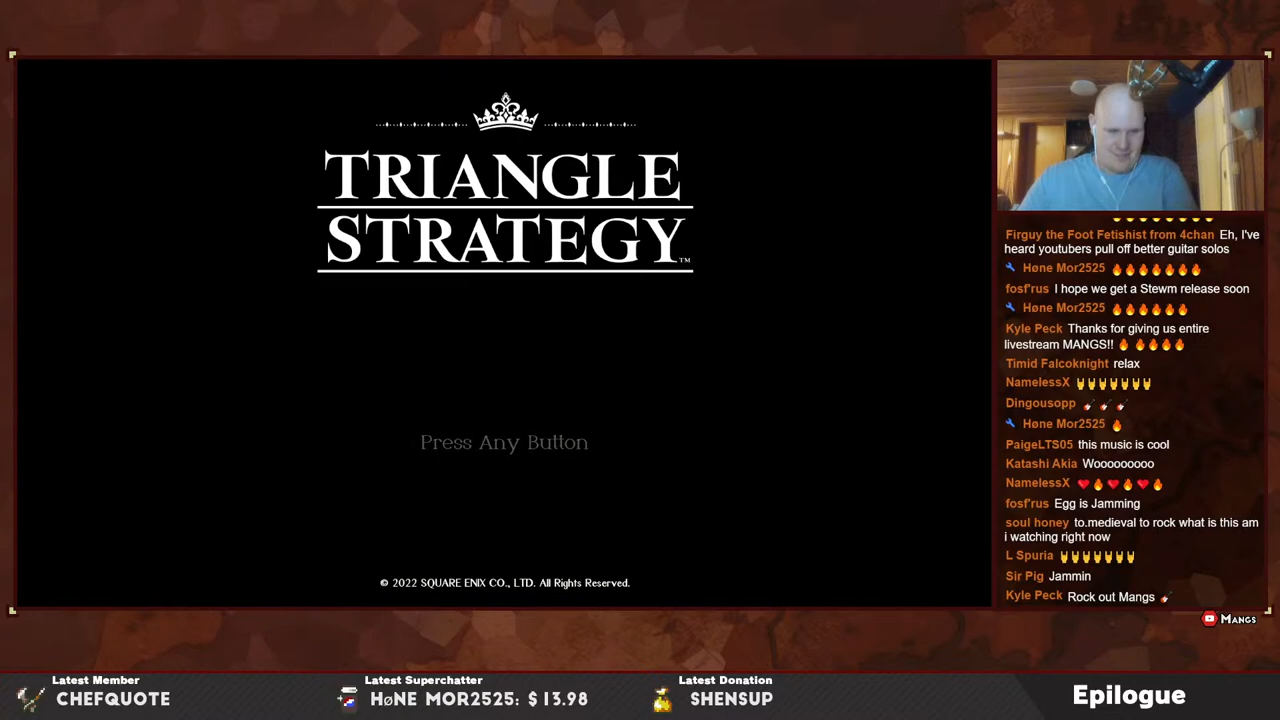 TRIANGLE
STRATEGY™
Press Any Button
© 2022 SQUARE ENIX CO., LTD. All Rights Reserved.
Firguy the Foot Fetishist from 4chan Eh, I've
heard youtubers pull off better guitar solos
Høne Mor2525 🔥🔥🔥🔥🔥🔥🔥
fosf'rus I hope we get a Stewm release soon
Høne Mor2525 🔥🔥🔥🔥🔥🔥
Kyle Peck Thanks for giving us entire
livestream MANGS!! 🔥 🔥🔥🔥🔥
Timid Falcoknight relax
NamelessX 🤘🤘🤘🤘🤘🤘🤘
Dingousopp 🎸🎸🎸
Høne Mor2525 🔥
PaigeLTS05 this music is cool
Katashi Akia Wooooooooo
NamelessX ❤️🔥❤️🔥❤️🔥
fosf'rus Egg is Jamming
soul honey to.medieval to rock what is this am
i watching right now
L Spuria 🤘🤘🤘🤘🤘🤘🤘
Sir Pig Jammin
Kyle Peck Rock out Mangs 🎸
Mangs
Latest Member
CHEFQUOTE
Latest Superchatter
HøNE MOR2525: $13.98
Latest Donation
SHENSUP
Epilogue